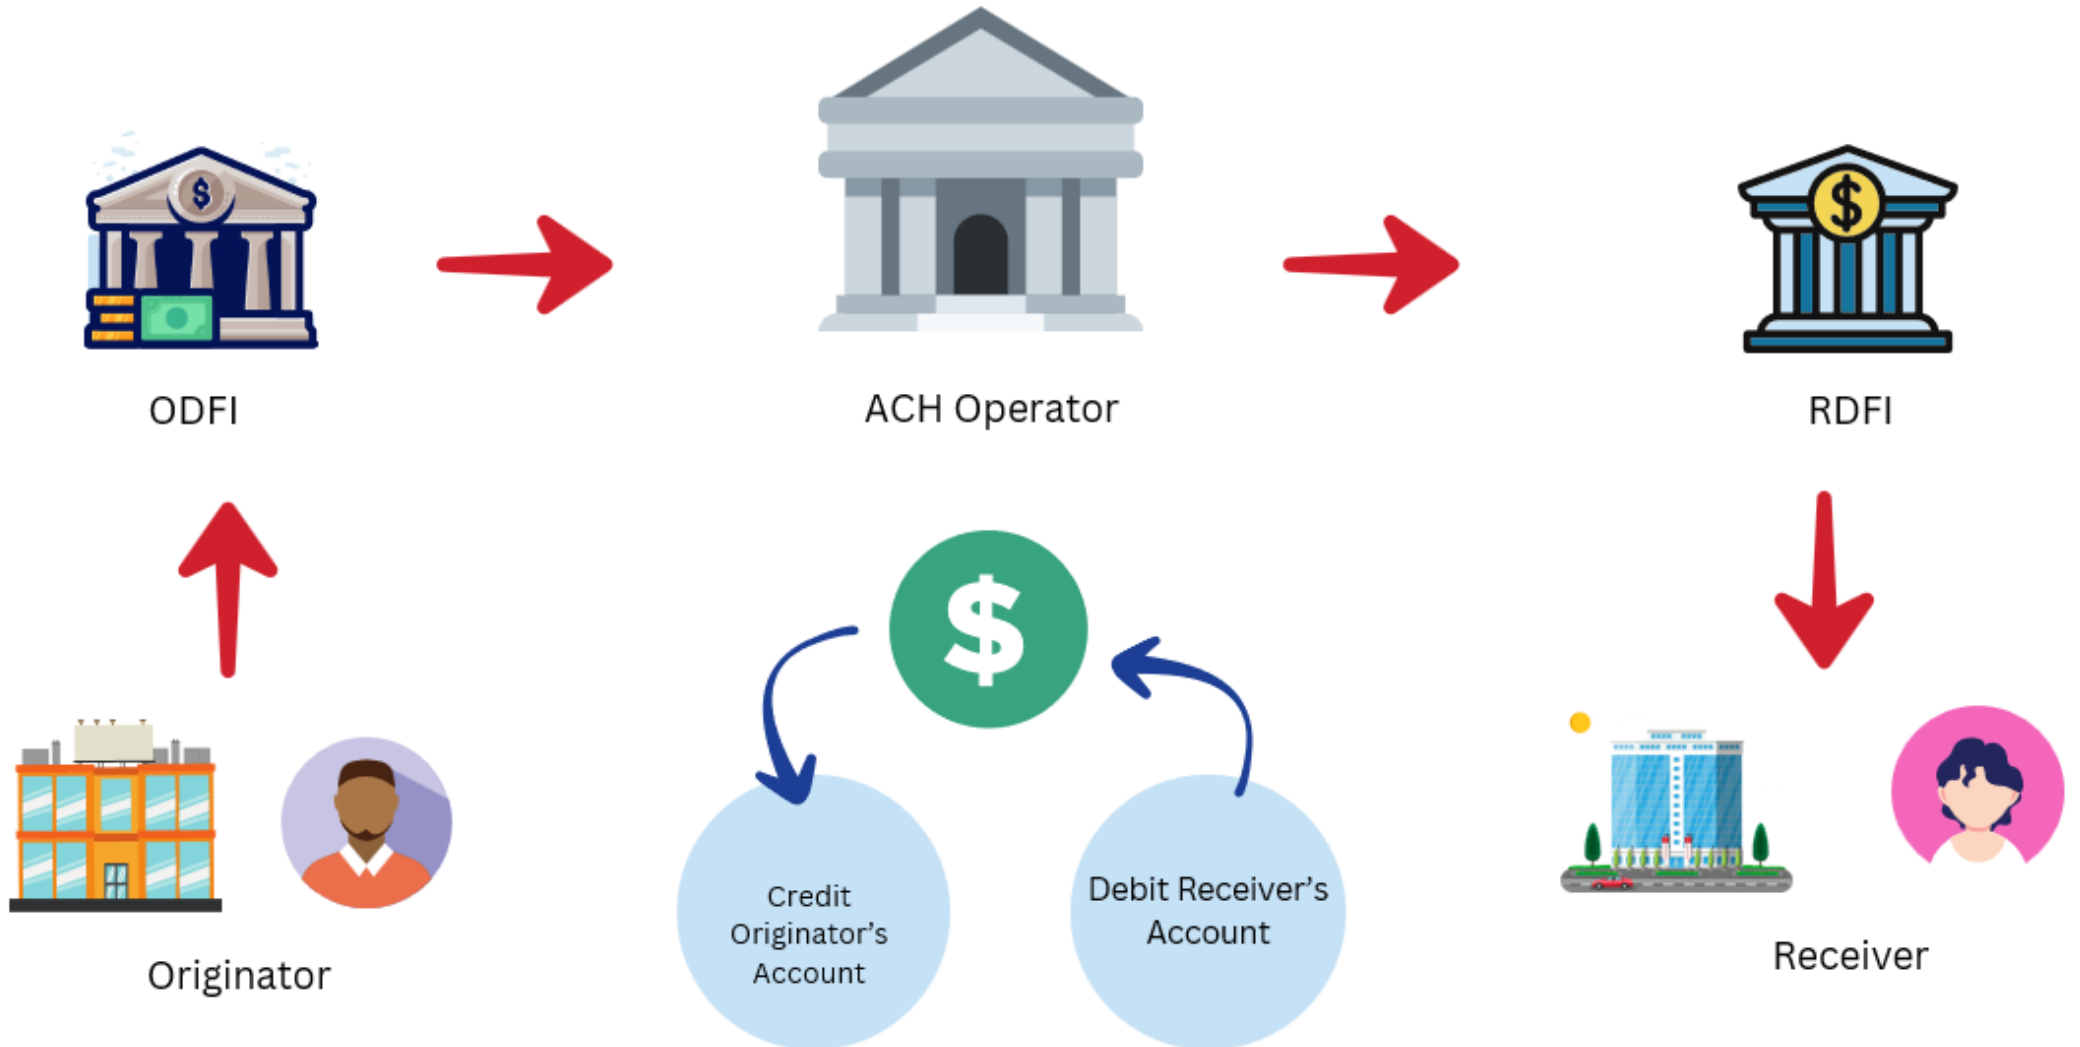 ODFI
ACH Operator
RDFI
$
$
$
Credit
Originator’s
Account
Debit Receiver’s
Account
Originator
Receiver